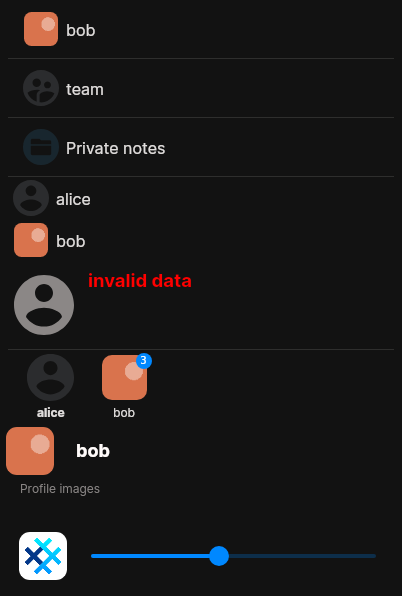 bob
team
Private notes
alice
bob
invalid data
3
alice
bob
bob
Profile images